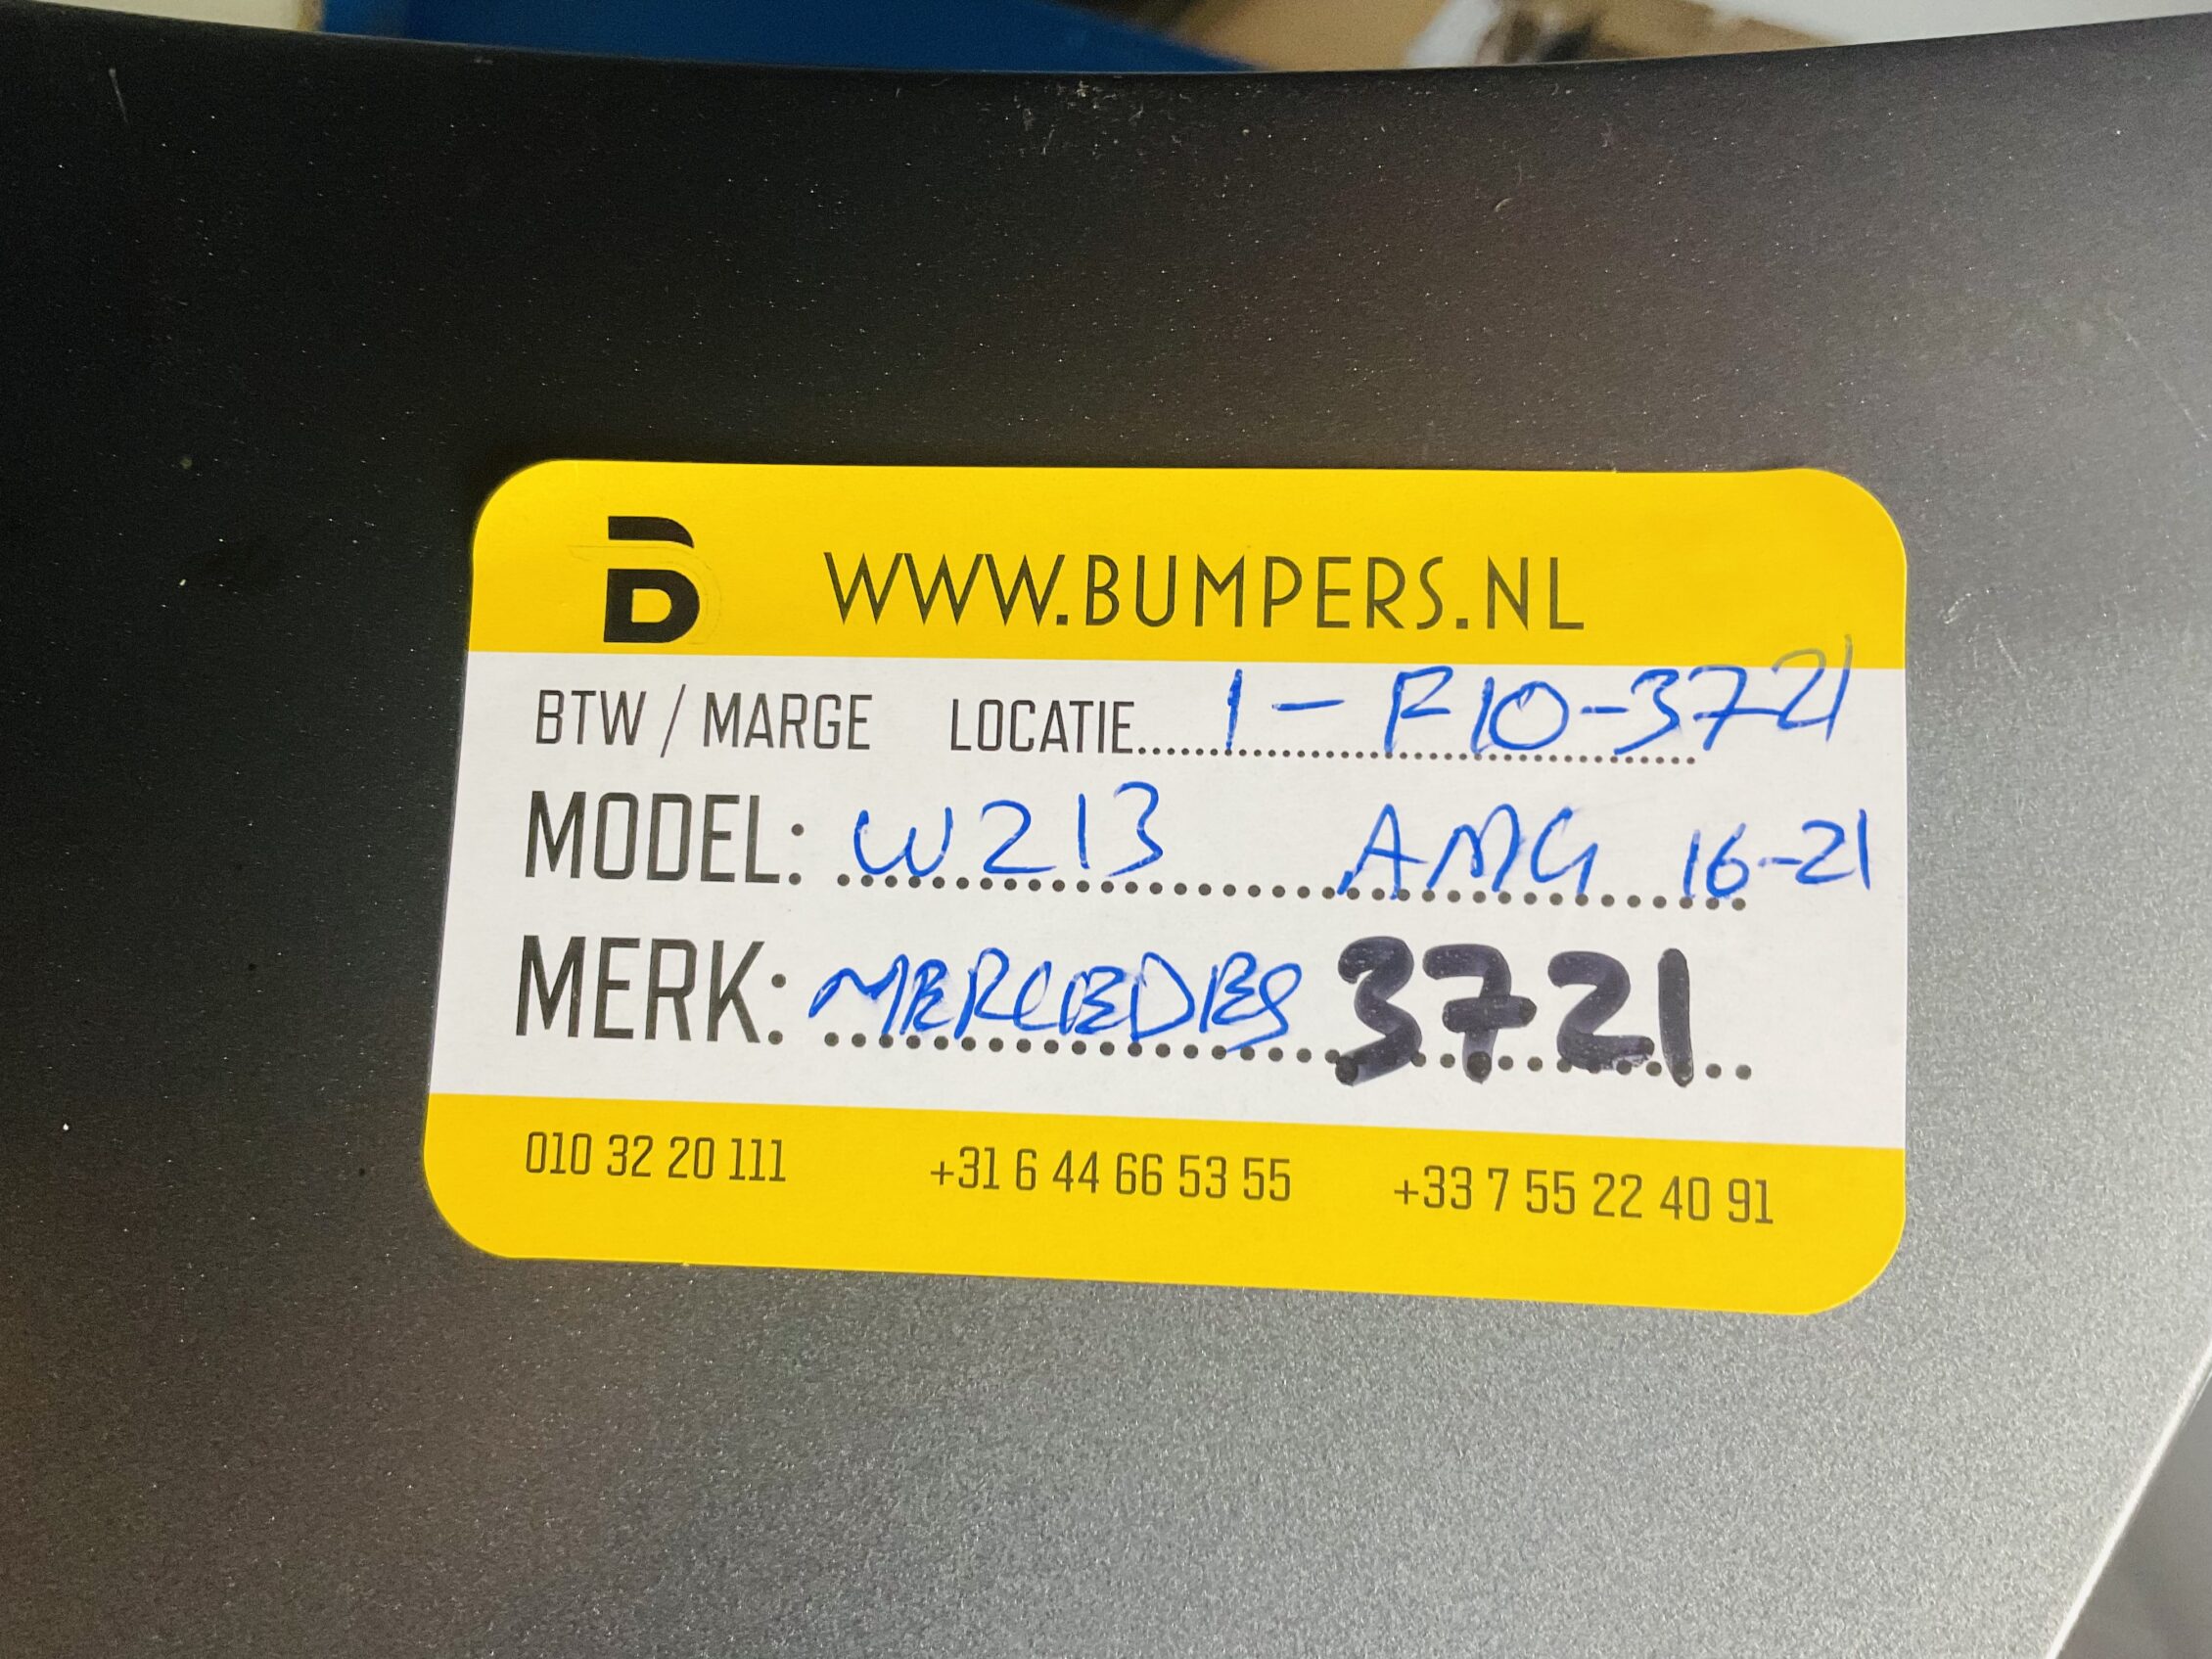 WWW.BUMPERS.NL
BTW / MARGE LOCATIE 1 - F10-3721
MODEL: W213 AMG 16-21
MERK: MERCEDES 3721
010 32 20 111 +31 6 44 66 53 55 +33 7 55 22 40 91